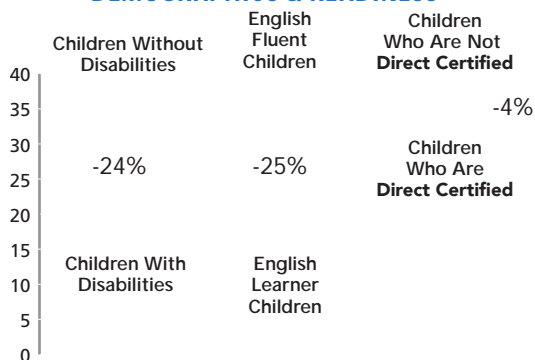 Children Without
Disabilities
English
Fluent
Children
Children
Who Are Not
Direct Certified
40
35
30
25
20
15
10
5
0
-24%
-25%
-4%
Children
Who Are
Direct Certified
Children With
Disabilities
English
Learner
Children